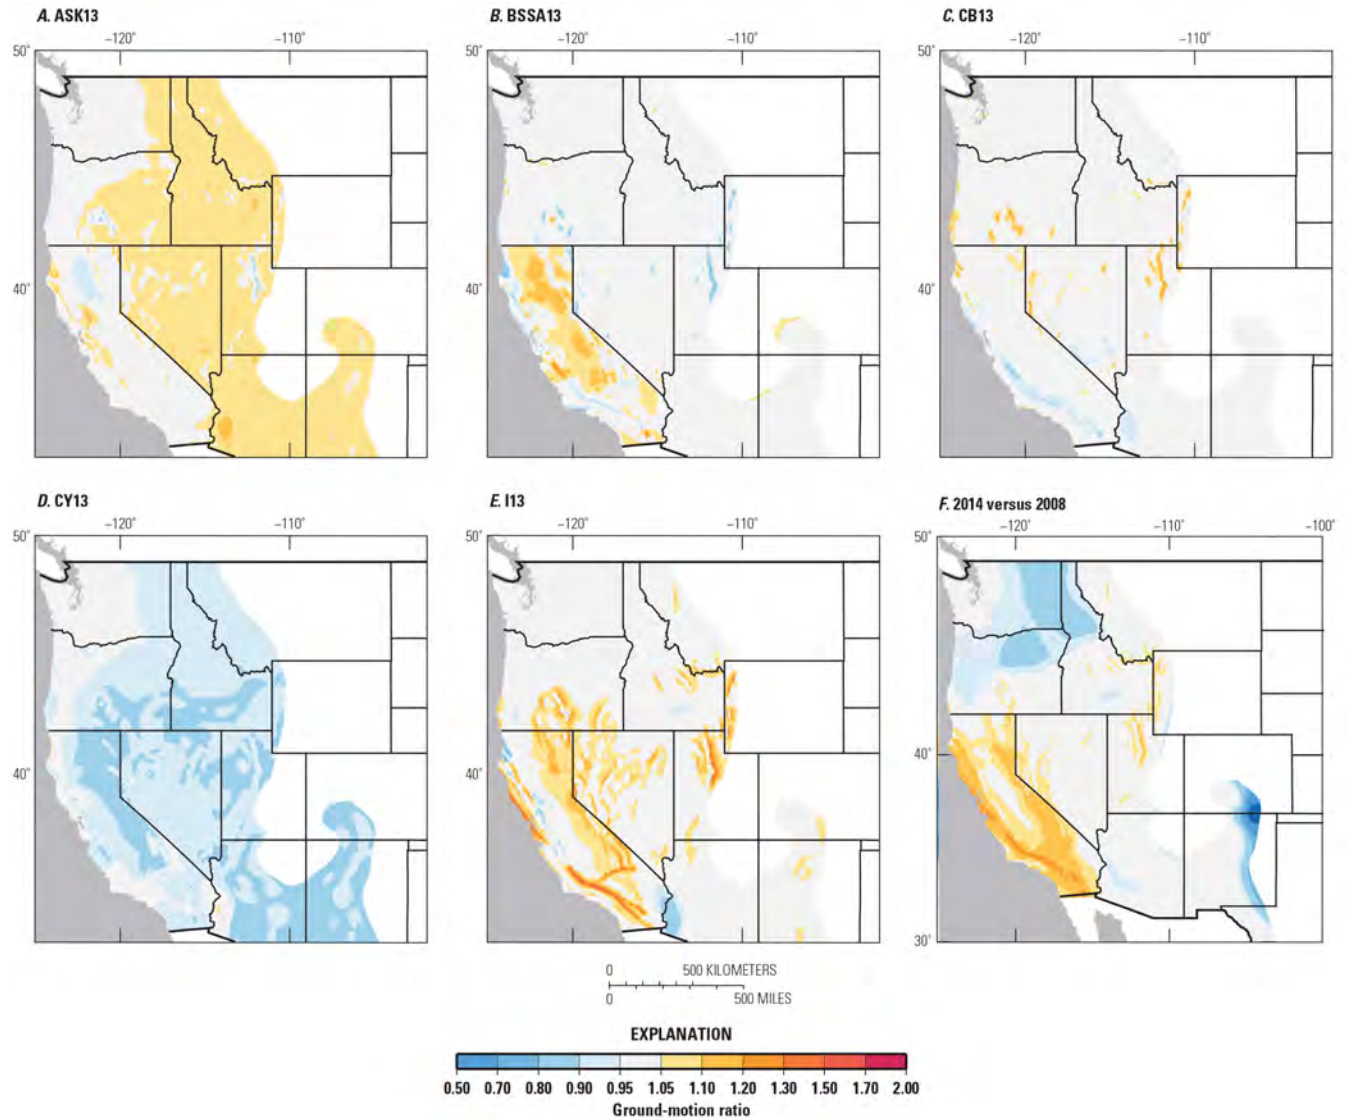 A. ASK13
B. BSSA13
C. CB13
−120°
−110°
−120°
−110°
−120°
−110°
50°
50°
50°
40°
40°
40°
D. CY13
E. I13
F. 2014 versus 2008
−120°
−110°
−120°
−110°
−120°
−110°
−100°
50°
50°
50°
40°
40°
40°
30°
0 500 KILOMETERS
0 500 MILES
EXPLANATION
0.50 0.70 0.80 0.90 0.95 1.05 1.10 1.20 1.30 1.50 1.70 2.00
Ground-motion ratio